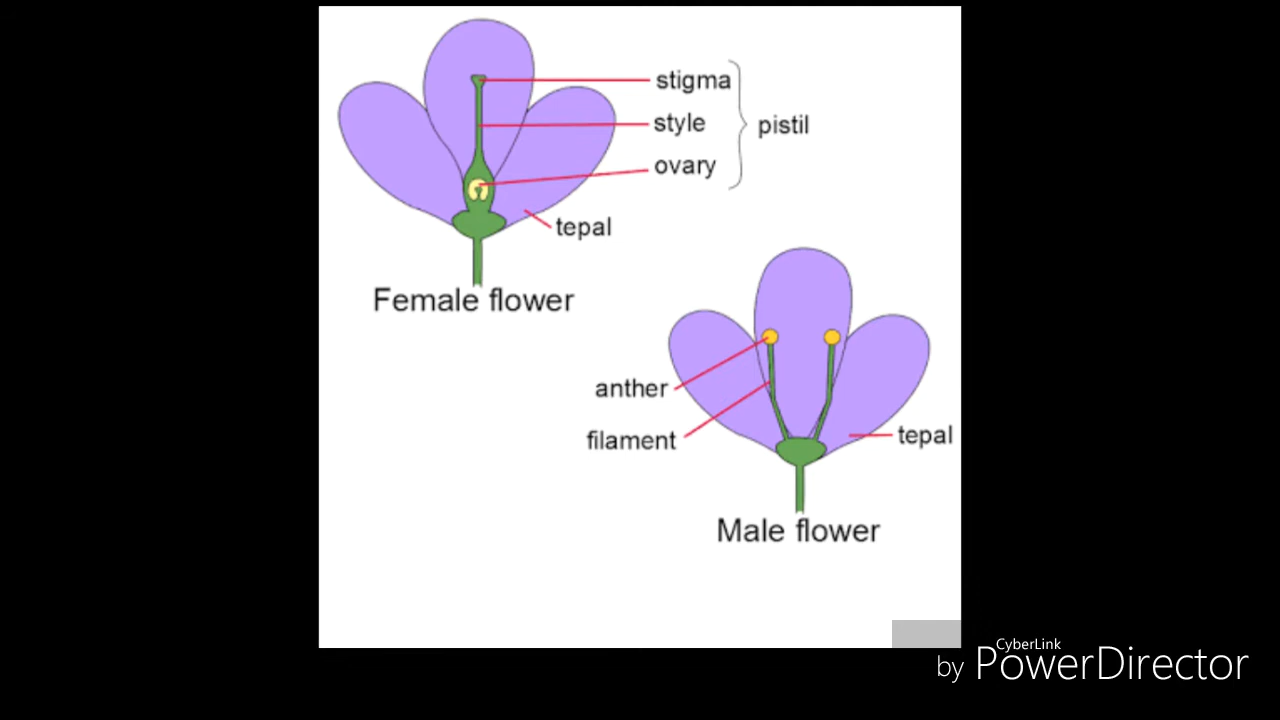 stigma
style
pistil
ovary
tepal
Female flower
anther
filament
tepal
Male flower
CyberLink
by PowerDirector